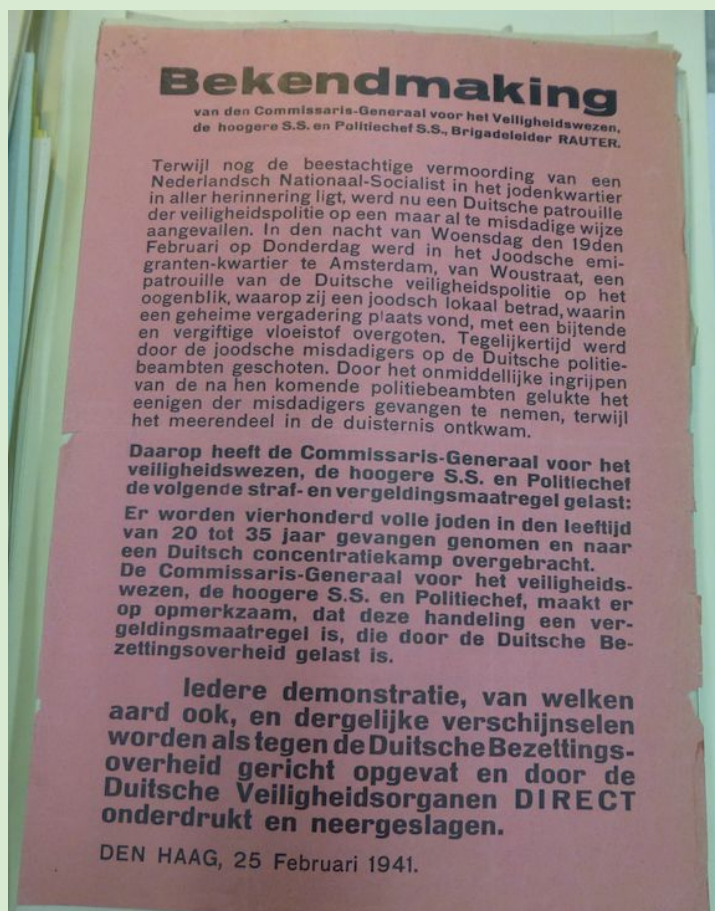 Bekendmaking
van den Commissaris-Generaal voor het Veiligheidswezen,
de hoogere S.S. en Politiechef S.S., Brigadeleider RAUTER.
Terwijl nog de beestachtige vermoording van een
Nederlandsch Nationaal-Socialist in het jodenkwartier
in aller herinnering ligt, werd nu een Duitsche patrouille
der veiligheidspolitie op een maar al te misdadige wijze
aangevallen. In den nacht van Woensdag den 19den
Februari op Donderdag werd in het Joodsche emi-
granten-kwartier te Amsterdam, van Woustraat, een
patrouille van de Duitsche veiligheidspolitie op het
oogenblik, waarop zij een joodsch lokaal betrad, waarin
een geheime vergadering plaats vond, met een bijtende
en vergiftige vloeistof overgoten. Tegelijkertijd werd
door de joodsche misdadigers op de Duitsche politie-
beambten geschoten. Door het onmiddellijke ingrijpen
van de na hen komende politiebeambten gelukte het
eenigen der misdadigers gevangen te nemen, terwijl
het meerendeel in de duisternis ontkwam.
Daarop heeft de Commissaris-Generaal voor het
veiligheidswezen, de hoogere S.S. en Politiechef
de volgende straf- en vergeldingsmaatregel gelast:
Er worden vierhonderd volle joden in den leeftijd
van 20 tot 35 jaar gevangen genomen en naar
een Duitsch concentratiekamp overgebracht.
De Commissaris-Generaal voor het veiligheids-
wezen, de hoogere S.S. en Politiechef, maakt er
op opmerkzaam, dat deze handeling een ver-
geldingsmaatregel is, die door de Duitsche Be-
zettingsoverheid gelast is.
Iedere demonstratie, van welken
aard ook, en dergelijke verschijnselen
worden als tegen de Duitsche Bezettings-
overheid gericht opgevat en door de
Duitsche Veiligheidsorganen DIRECT
onderdrukt en neergeslagen.
DEN HAAG, 25 Februari 1941.